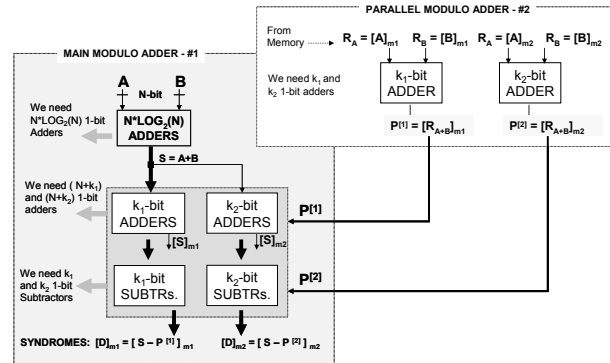 PARALLEL MODULO ADDER - #2
From
Memory
R_A = [A]_m1 R_B = [B]_m1 R_A = [A]_m2 R_B = [B]_m2
We need k_1 and
k_2 1-bit adders
k_1-bit
ADDER
k_2-bit
ADDER
P^[1] = [R_A+B]_m1
P^[2] = [R_A+B]_m2
MAIN MODULO ADDER - #1
A B
N-bit
We need
N*LOG_2(N) 1-bit
Adders
N*LOG_2(N)
ADDERS
S = A+B
We need ( N+k_1)
and (N+k_2) 1-bit
adders
k_1-bit
ADDERS
k_2-bit
ADDERS
P^[1]
[S]_m1
[S]_m2
We need k_1
and k_2 1-bit
Subtractors
k_1-bit
SUBTRs.
k_2-bit
SUBTRs.
P^[2]
SYNDROMES: [D]_m1 = [ S – P^[1] ]_m1 [D]_m2 = [ S – P^[2] ]_m2